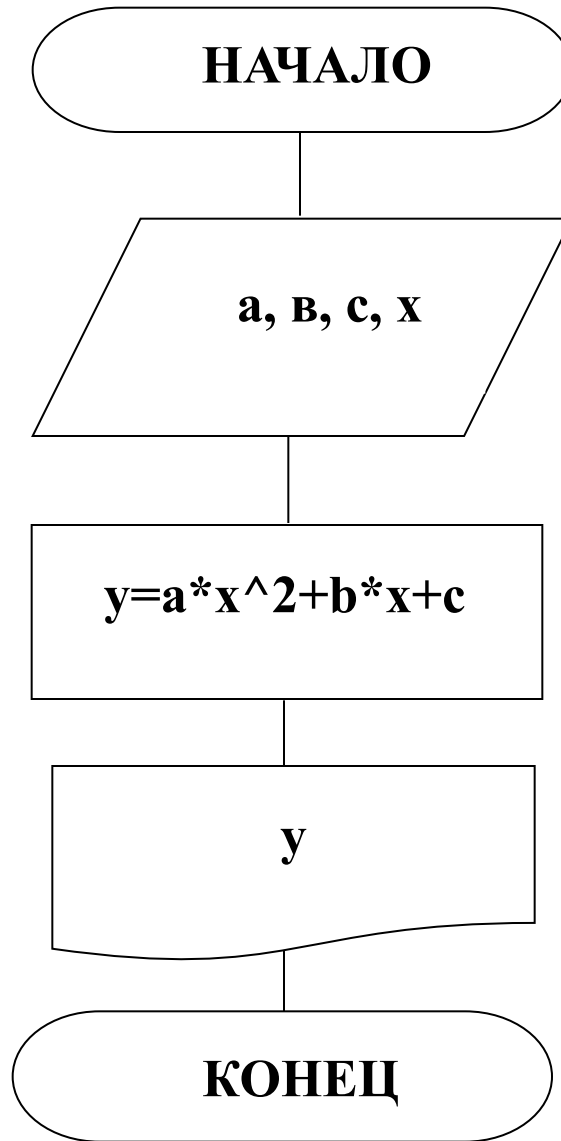 НАЧАЛО
а, в, с, х
y=a*x^2+b*x+c
y
КОНЕЦ